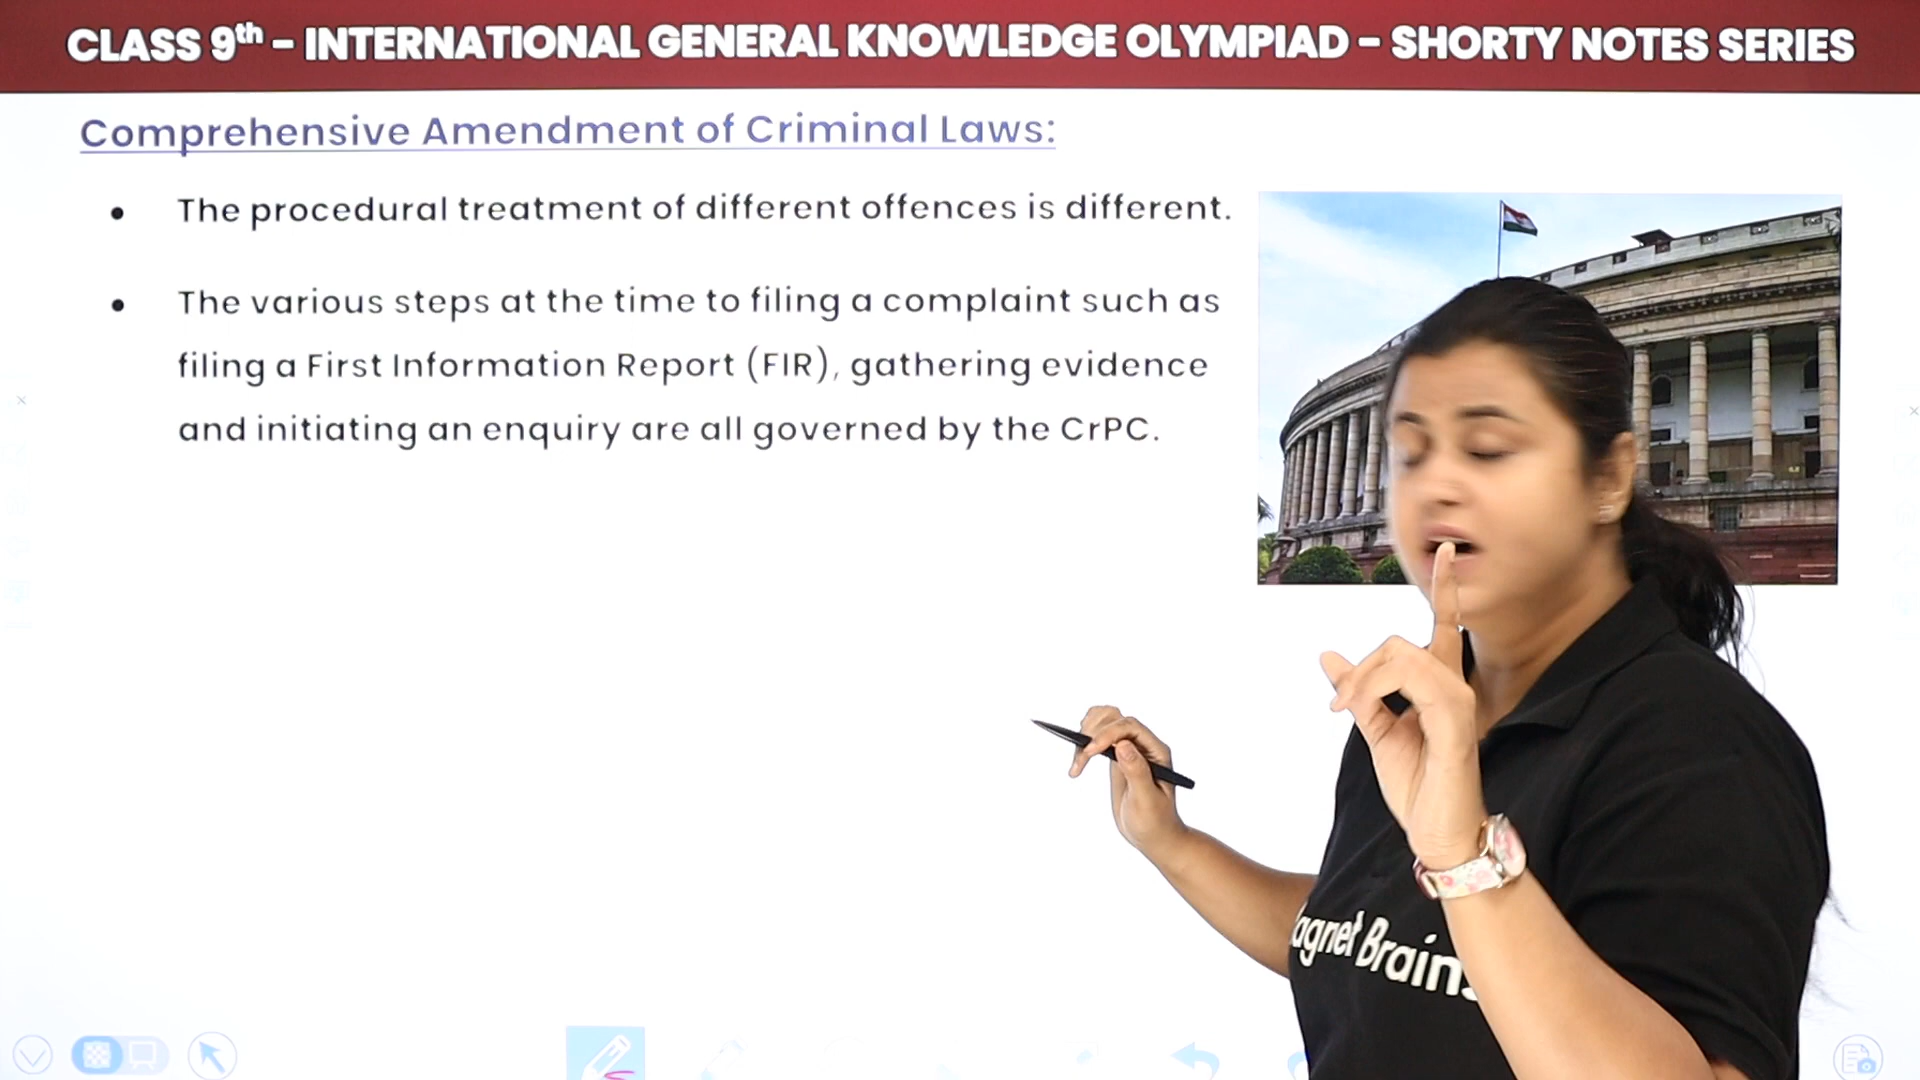 CLASS 9th - INTERNATIONAL GENERAL KNOWLEDGE OLYMPIAD - SHORTY NOTES SERIES
Comprehensive Amendment of Criminal Laws:
• The procedural treatment of different offences is different.
• The various steps at the time to filing a complaint such as
filing a First Information Report (FIR), gathering evidence
and initiating an enquiry are all governed by the CrPC.
agnet Brains